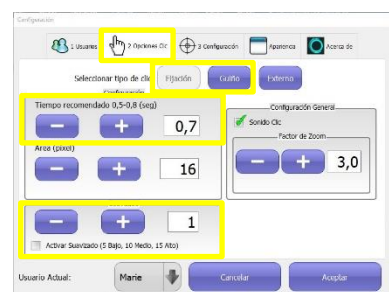 Configuración
1 Usuarios 2 Opciones Clic 3 Configuración Apariencia Acerca de
Seleccionar tipo de clic Fijación Guiño Externo
Configuración
Tiempo recomendado 0,5-0,8 (seg)
0,7
Area (pixel)
16
1
Activar Suavizado (5 Bajo, 10 Medio, 15 Alto)
Configuración General
Sonido Clic
Factor de Zoom
3,0
Usuario Actual: Marie Cancelar Aceptar